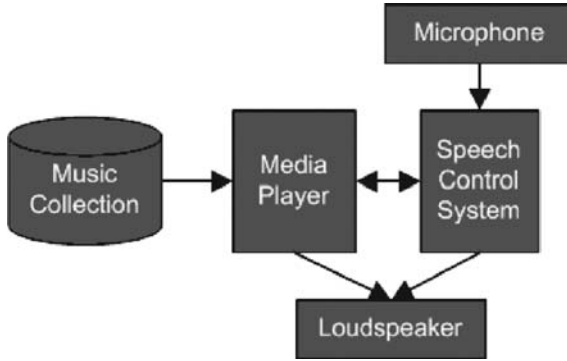 Microphone
Music
Collection
Media
Player
Speech
Control
System
Loudspeaker